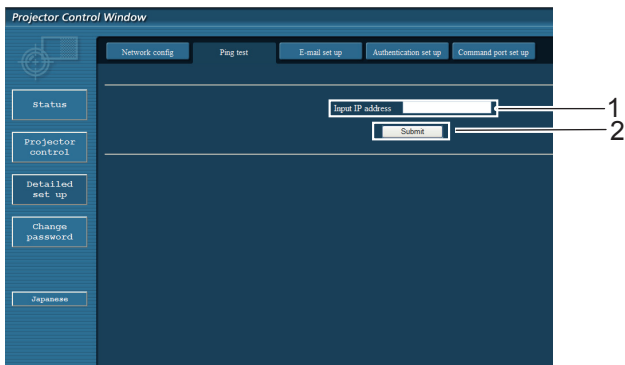 Projector Control Window
Network config Ping test E-mail set up Authentication set up Command port set up
Status
Projector
control
Detailed
set up
Change
password
Japanese
Input IP address
Submit
1
2